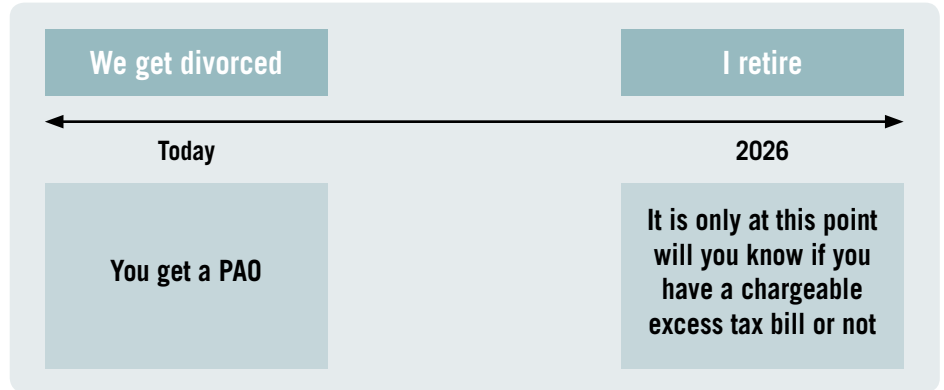 We get divorced
I retire
Today
2026
You get a PAO
It is only at this point
will you know if you
have a chargeable
excess tax bill or not